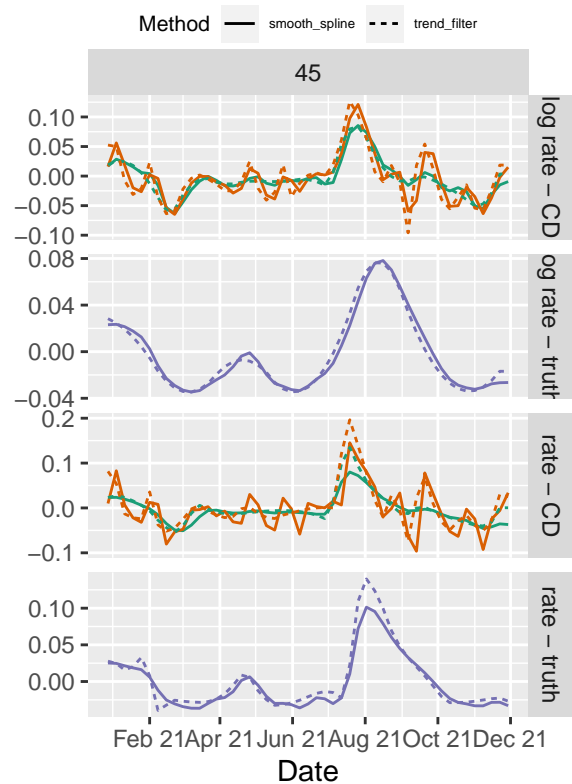 Method smooth_spline trend_filter
45
0.10
0.05
0.00
−0.05
−0.10
log rate − CD
0.08
0.04
0.00
−0.04
og rate − truth
0.2
0.1
0.0
−0.1
rate − CD
0.10
0.05
0.00
rate − truth
Feb 21 Apr 21 Jun 21 Aug 21 Oct 21 Dec 21
Date